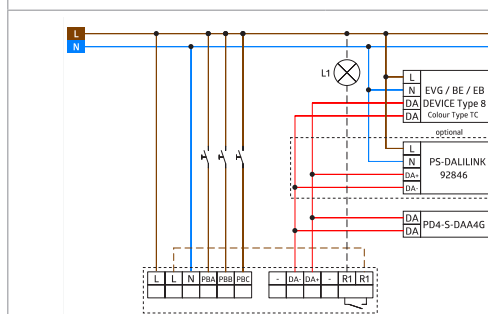 L
N
L1
L
N
DA
DA
EVG / BE / EB
DEVICE Type 8
Colour Type TC
optional
L
N
DA+
DA-
PS-DALILINK
92846
DA
DA
PD4-S-DAA4G
L L N PBA PBB PBC - DA- DA+ - R1 R1